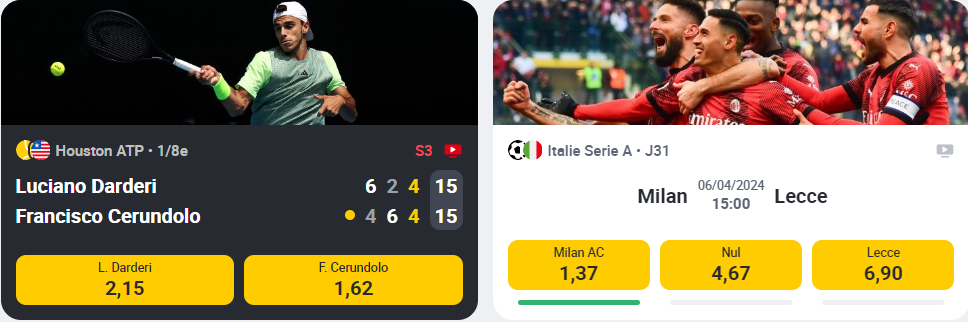 Houston ATP • 1/8e S3
Luciano Darderi 6 2 4 15
Francisco Cerundolo 4 6 4 15
L. Darderi
2,15
F. Cerundolo
1,62
Emirates
PEACE
Italie Serie A • J31
Milan 06/04/2024 15:00 Lecce
Milan AC
1,37
Nul
4,67
Lecce
6,90